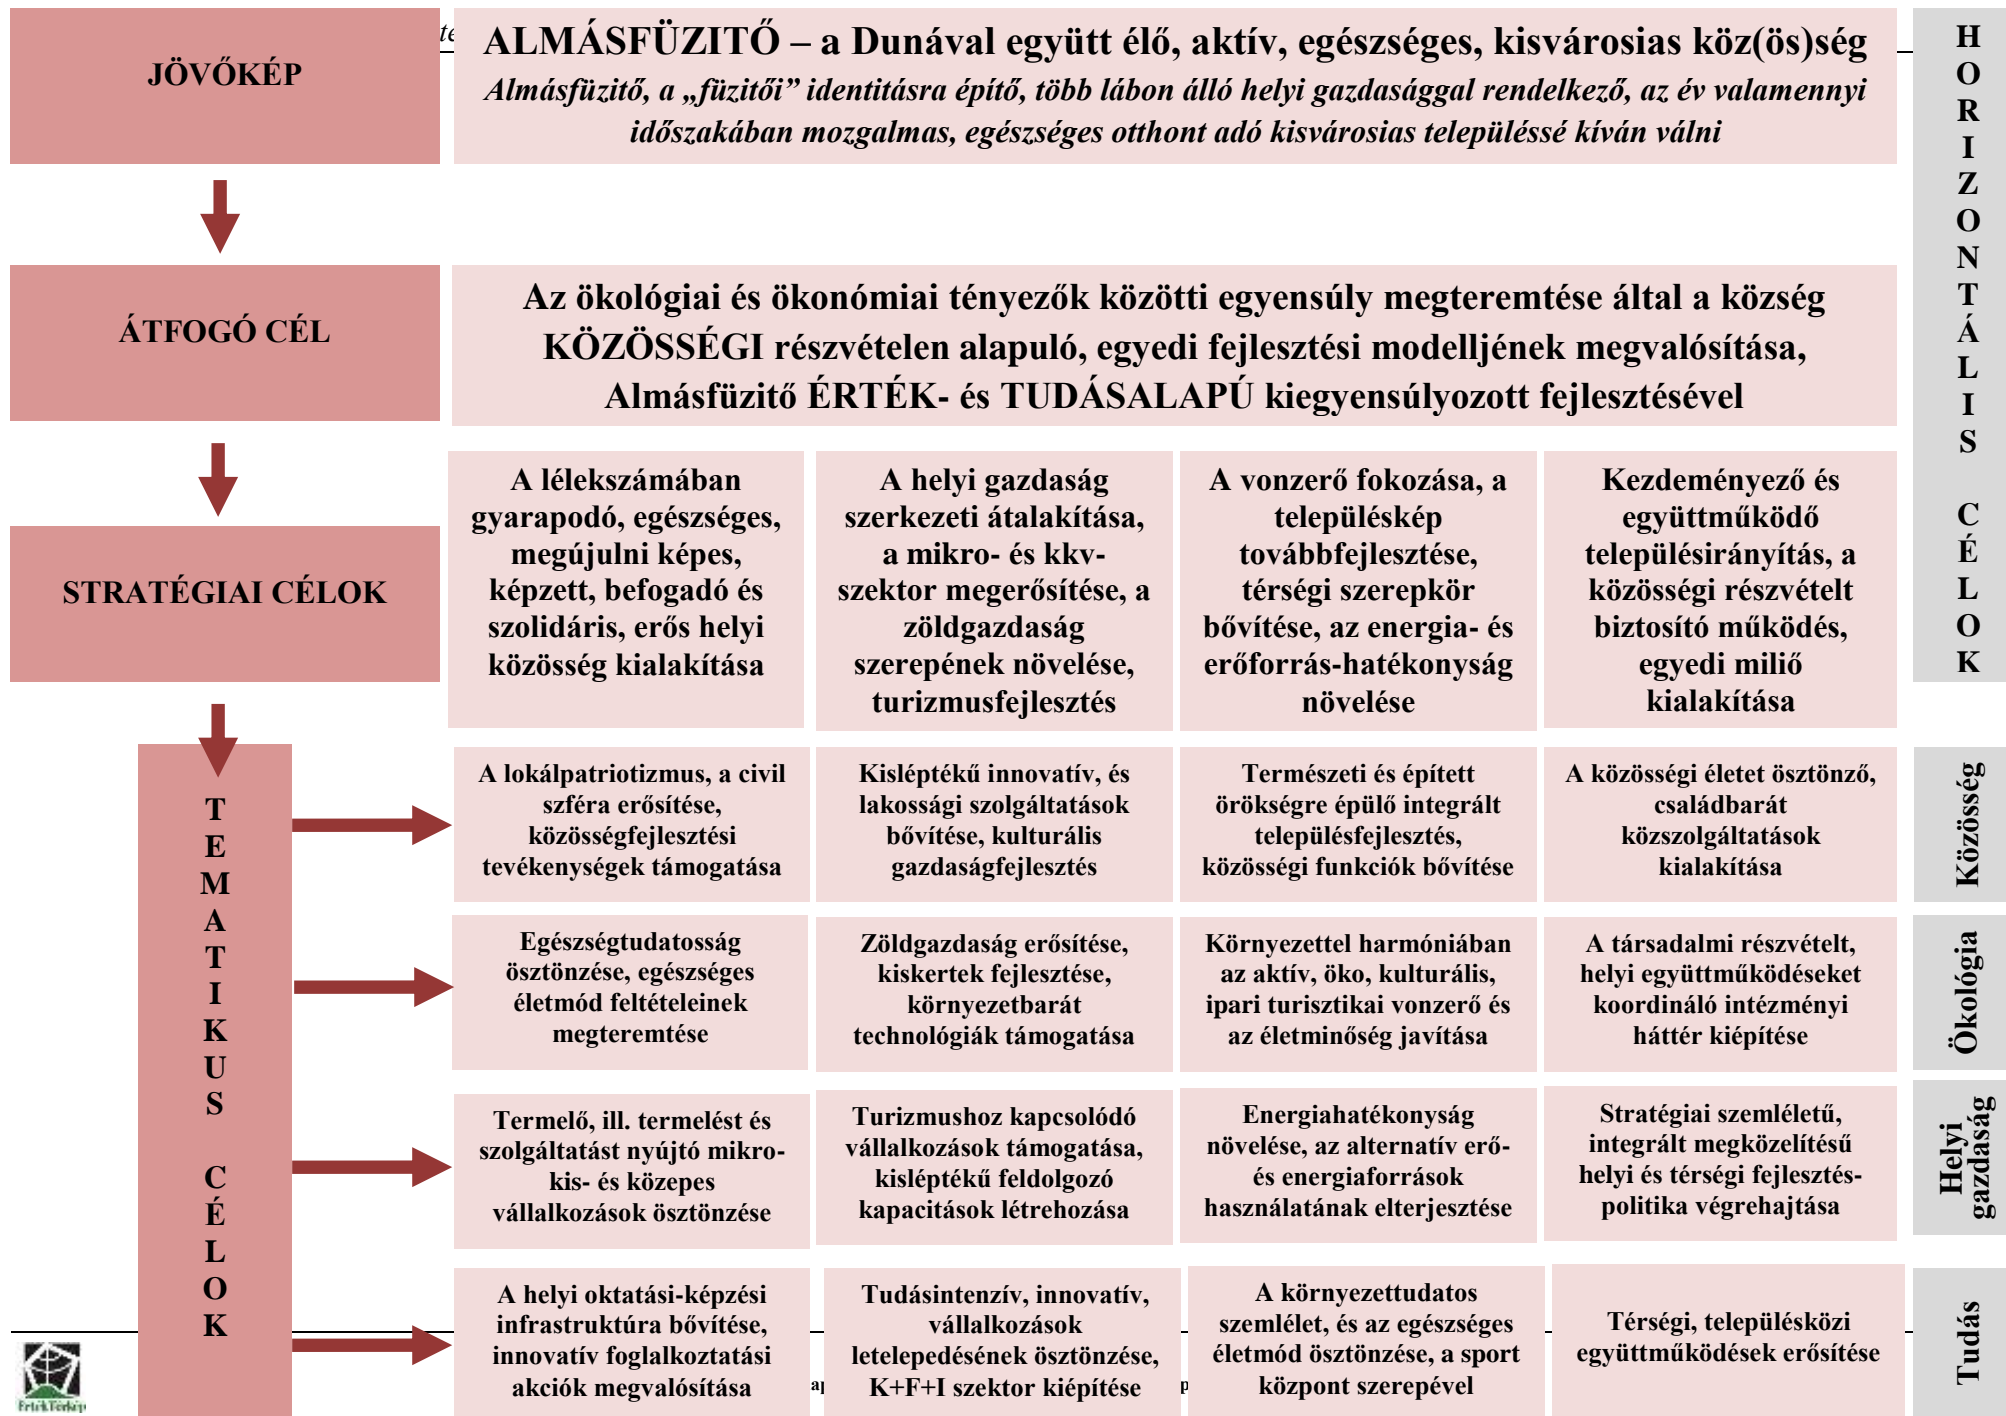 JÖVŐKÉP
ALMÁSFÜZITŐ – a Dunával együtt élő, aktív, egészséges, kisvárosias köz(ös)ség
Almásfüzitő, a „füzitői” identitásra építő, több lábon álló helyi gazdasággal rendelkező, az év valamennyi
időszakában mozgalmas, egészséges otthont adó kisvárosias településsé kíván válni
HORIZONTÁLIS CÉLOK
ÁTFOGÓ CÉL
Az ökológiai és ökonómiai tényezők közötti egyensúly megteremtése által a község
KÖZÖSSÉGI részvételen alapuló, egyedi fejlesztési modelljének megvalósítása,
Almásfüzitő ÉRTÉK- és TUDÁSALAPÚ kiegyensúlyozott fejlesztésével
STRATÉGIAI CÉLOK
A lélekszámában
gyarapodó, egészséges,
megújulni képes,
képzett, befogadó és
szolidáris, erős helyi
közösség kialakítása
A helyi gazdaság
szerkezeti átalakítása,
a mikro- és kkv-
szektor megerősítése, a
zöldgazdaság
szerepének növelése,
turizmusfejlesztés
A vonzerő fokozása, a
településkép
továbbfejlesztése,
térségi szerepkör
bővítése, az energia- és
erőforrás-hatékonyság
növelése
Kezdeményező és
együttműködő
településirányítás, a
közösségi részvételt
biztosító működés,
egyedi miliő
kialakítása
TEMATIKUS CÉLOK
A lokálpatriotizmus, a civil
szféra erősítése,
közösségfejlesztési
tevékenységek támogatása
Kisléptékű innovatív, és
lakossági szolgáltatások
bővítése, kulturális
gazdaságfejlesztés
Természeti és épített
örökségre épülő integrált
településfejlesztés,
közösségi funkciók bővítése
A közösségi életet ösztönző,
családbarát
közszolgáltatások
kialakítása
Közösség
Egészségtudatosság
ösztönzése, egészséges
életmód feltételeinek
megteremtése
Zöldgazdaság erősítése,
kiskertek fejlesztése,
környezetbarát
technológiák támogatása
Környezettel harmóniában
az aktív, öko, kulturális,
ipari turisztikai vonzerő és
az életminőség javítása
A társadalmi részvételt,
helyi együttműködéseket
koordináló intézményi
háttér kiépítése
Ökológia
Termelő, ill. termelést és
szolgáltatást nyújtó mikro-
kis- és közepes
vállalkozások ösztönzése
Turizmushoz kapcsolódó
vállalkozások támogatása,
kisléptékű feldolgozó
kapacitások létrehozása
Energiahatékonyság
növelése, az alternatív erő-
és energiaforrások
használatának elterjesztése
Stratégiai szemléletű,
integrált megközelítésű
helyi és térségi fejlesztés-
politika végrehajtása
Helyi
gazdaság
A helyi oktatási-képzési
infrastruktúra bővítése,
innovatív foglalkoztatási
akciók megvalósítása
Tudásintenzív, innovatív,
vállalkozások
letelepedésének ösztönzése,
K+F+I szektor kiépítése
A környezettudatos
szemlélet, és az egészséges
életmód ösztönzése, a sport
központ szerepével
Térségi, településközi
együttműködések erősítése
Tudás
ÉrtékTérkép